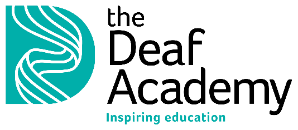 the
Deaf
Academy
Inspiring education